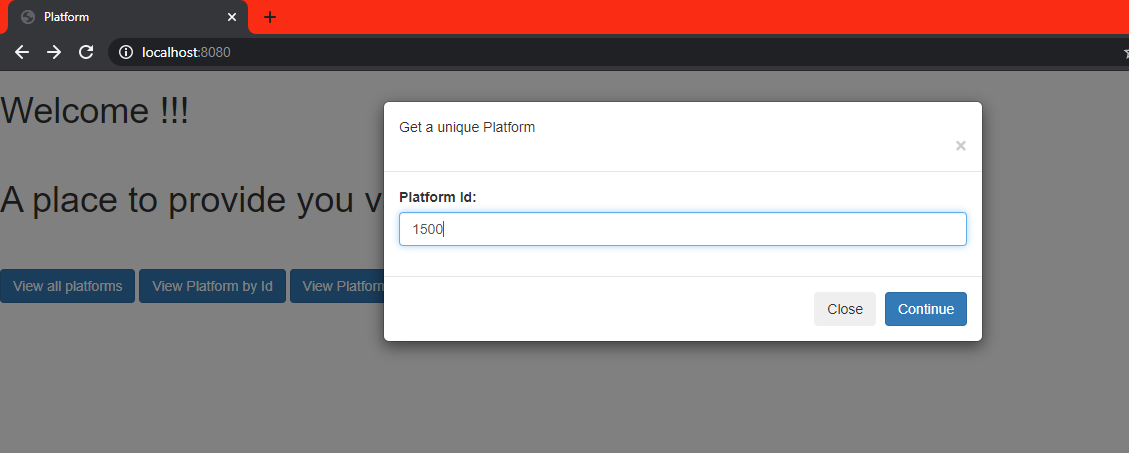 Platform
localhost:8080
Welcome !!!
Get a unique Platform
×
A place to provide you v
Platform Id:
1500
View all platforms
View Platform by Id
View Platform
Close
Continue